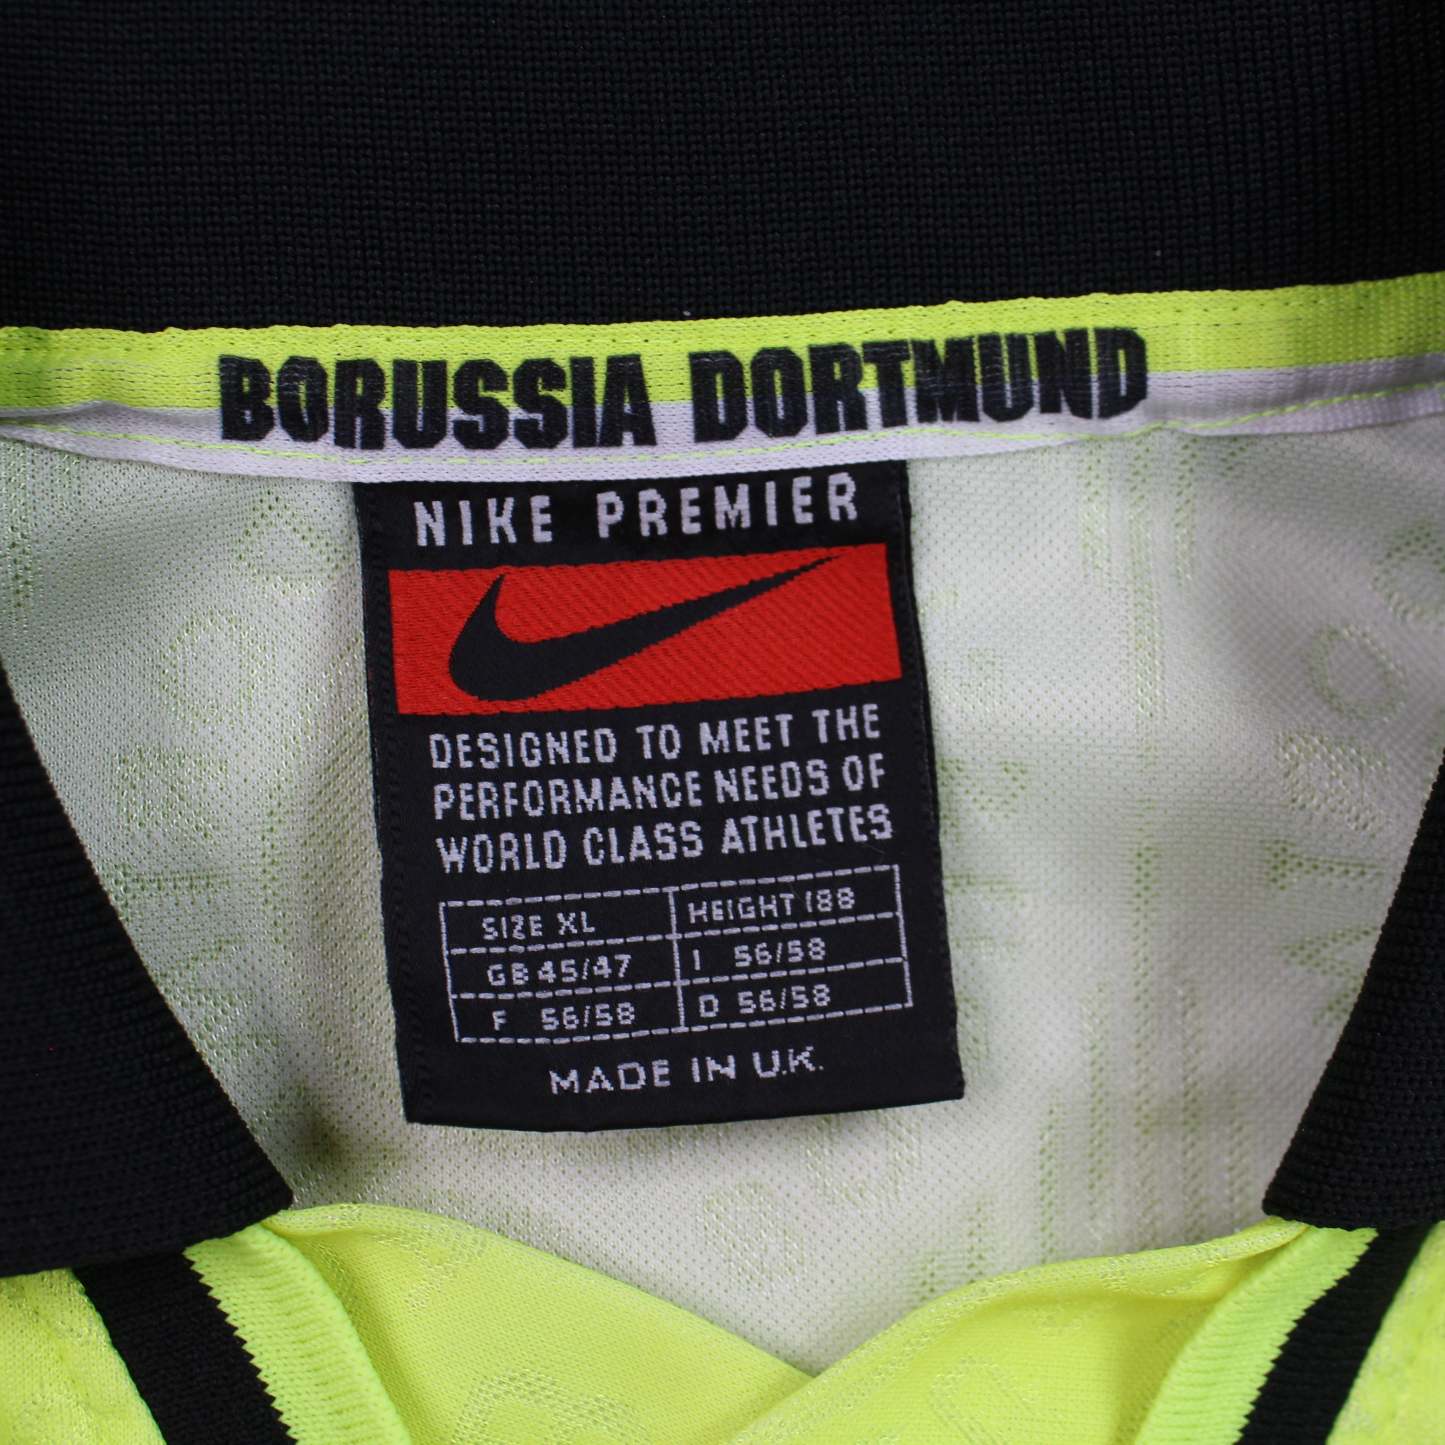 BORUSSIA DORTMUND
NIKE PREMIER
DESIGNED TO MEET THE
PERFORMANCE NEEDS OF
WORLD CLASS ATHLETES
SIZE XL HEIGHT 188
GB 45/47 I 56/58
F 56/58 D 56/58
MADE IN U.K.